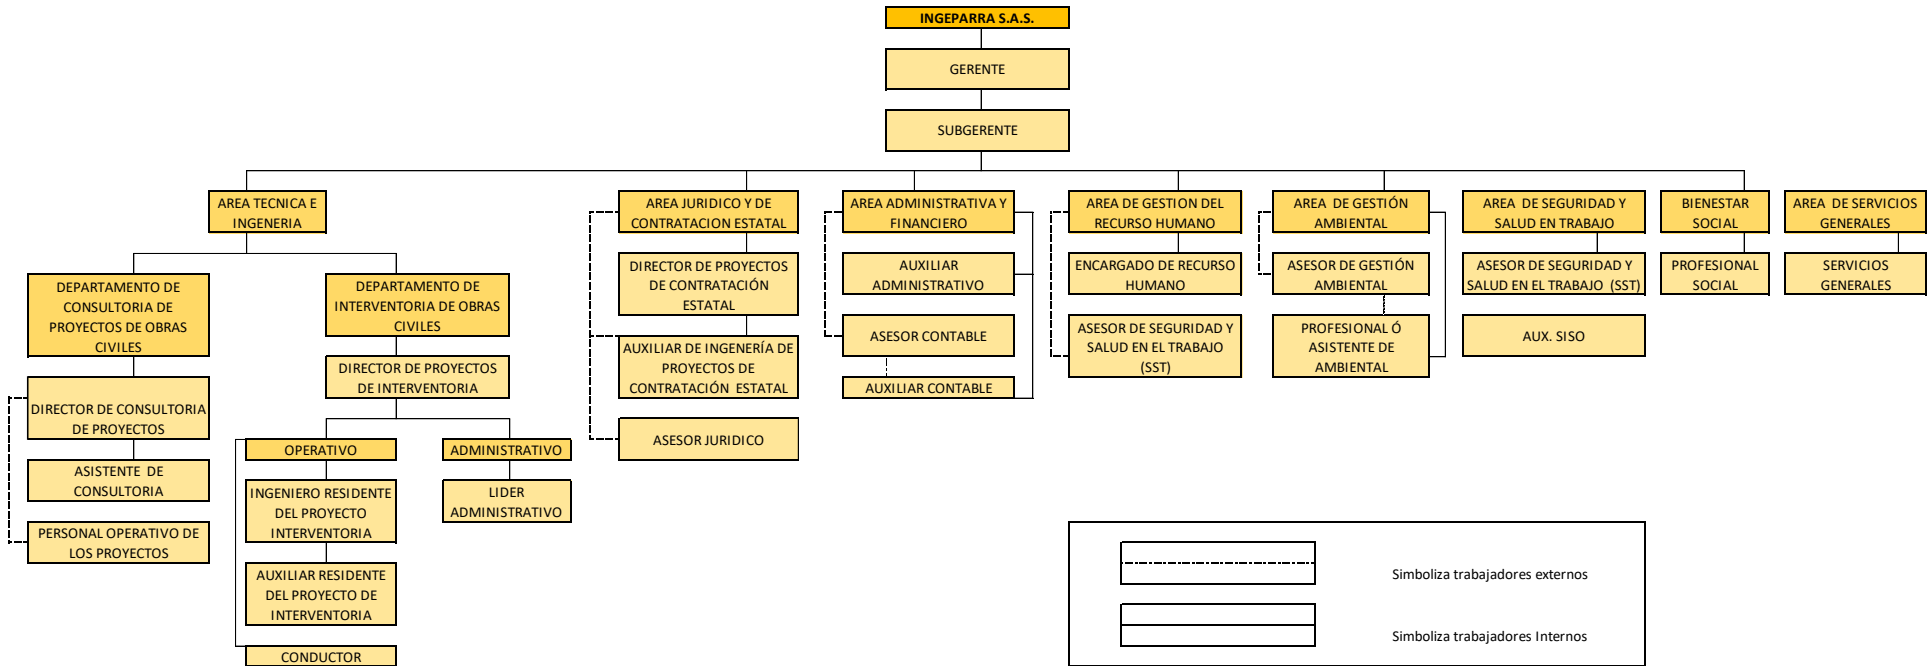 INGEPARRA S.A.S.
GERENTE
SUBGERENTE
AREA TECNICA E
INGENERIA
AREA JURIDICO Y DE
CONTRATACION ESTATAL
AREA ADMINISTRATIVA Y
FINANCIERO
AREA DE GESTION DEL
RECURSO HUMANO
AREA DE GESTIÓN
AMBIENTAL
AREA DE SEGURIDAD Y
SALUD EN TRABAJO
BIENESTAR
SOCIAL
AREA DE SERVICIOS
GENERALES
DEPARTAMENTO DE
CONSULTORIA DE
PROYECTOS DE OBRAS
CIVILES
DEPARTAMENTO DE
INTERVENTORIA DE OBRAS
CIVILES
DIRECTOR DE PROYECTOS
DE CONTRATACIÓN
ESTATAL
AUXILIAR
ADMINISTRATIVO
ENCARGADO DE RECURSO
HUMANO
ASESOR DE GESTIÓN
AMBIENTAL
ASESOR DE SEGURIDAD Y
SALUD EN EL TRABAJO (SST)
PROFESIONAL
SOCIAL
SERVICIOS
GENERALES
AUXILIAR DE INGENERÍA DE
PROYECTOS DE
CONTRATACIÓN ESTATAL
ASESOR CONTABLE
ASESOR DE SEGURIDAD Y
SALUD EN EL TRABAJO
(SST)
PROFESIONAL Ó
ASISTENTE DE
AMBIENTAL
AUX. SISO
DIRECTOR DE PROYECTOS
DE INTERVENTORIA
AUXILIAR CONTABLE
DIRECTOR DE CONSULTORIA
DE PROYECTOS
ASESOR JURIDICO
OPERATIVO
ADMINISTRATIVO
ASISTENTE DE
CONSULTORIA
INGENIERO RESIDENTE
DEL PROYECTO
INTERVENTORIA
LIDER
ADMINISTRATIVO
PERSONAL OPERATIVO DE
LOS PROYECTOS
AUXILIAR RESIDENTE
DEL PROYECTO DE
INTERVENTORIA
CONDUCTOR
Simboliza trabajadores externos
Simboliza trabajadores Internos